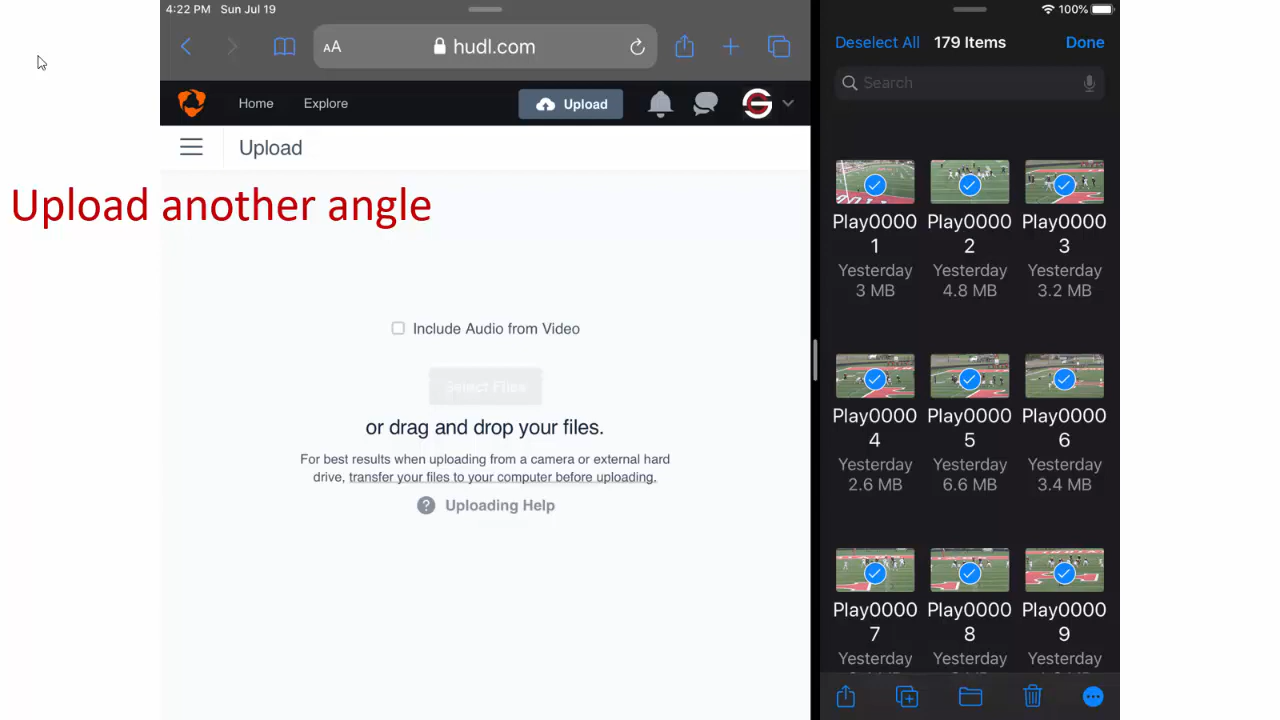 4:22 PM Sun Jul 19
100%
AA
hudl.com
Deselect All
179 Items
Done
Search
Home
Explore
Upload
G
Upload
Upload another angle
Include Audio from Video
Select Files
or drag and drop your files.
For best results when uploading from a camera or external hard
drive, transfer your files to your computer before uploading.
? Uploading Help
Play0000
1
Yesterday
3 MB
Play0000
2
Yesterday
4.8 MB
Play0000
3
Yesterday
3.2 MB
Play0000
4
Yesterday
2.6 MB
Play0000
5
Yesterday
6.6 MB
Play0000
6
Yesterday
3.4 MB
Play0000
7
Yesterday
Play0000
8
Yesterday
Play0000
9
Yesterday